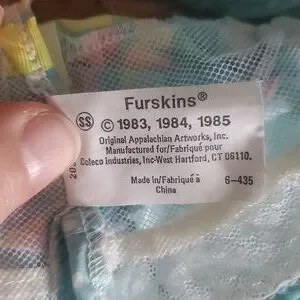 Furskins®
SS © 1983, 1984, 1985
Original Appalachian Artworks, Inc.
Manufactured for/Fabriqué pour
Coleco Industries, Inc-West Hartford, CT 06110.
Made in/Fabriqué à 6-435
China